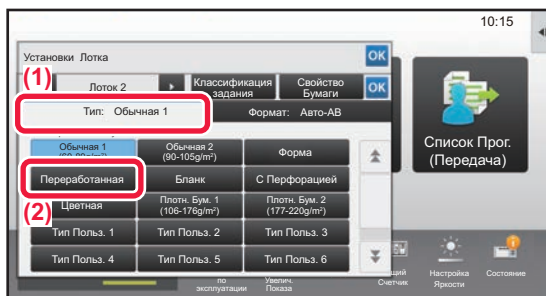 10:15
Установки Лотка
OK
(1)
Лоток 2
Классификация задания
Свойство Бумаги
OK
Тип: Обычная 1
Формат: Авто-AB
Обычная 1
Обычная 2
(90-105g/m²)
Форма
Переработанная
Бланк
С Перфорацией
(2)
Цветная
Плотн. Бум. 1
(106-176g/m²)
Плотн. Бум. 2
(177-220g/m²)
Тип Польз. 1
Тип Польз. 2
Тип Польз. 3
Тип Польз. 4
Тип Польз. 5
Тип Польз. 6
Список Прог.
(Передача)
по
эксплуатации
Увелич.
Показа
Счетчик
Настройка
Яркости
Состояние